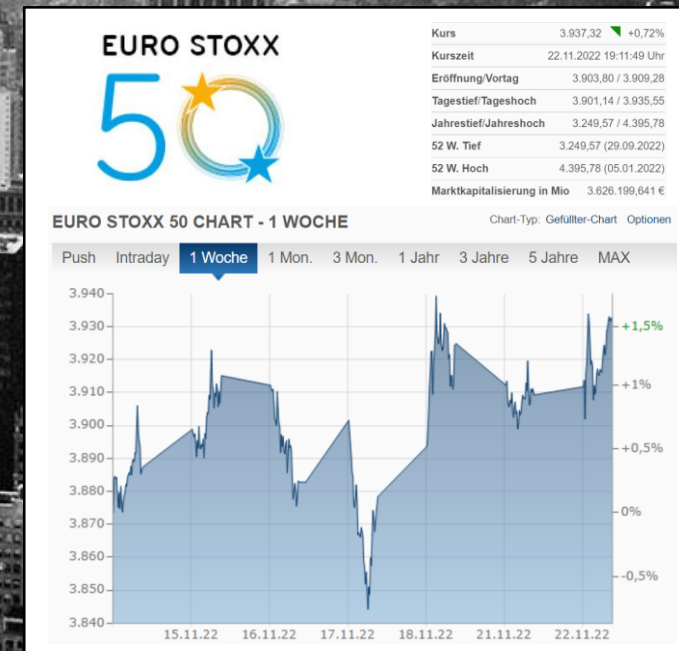 EURO STOXX
50
Kurs 3.937,32 +0,72%
Kurszeit 22.11.2022 19:11:49 Uhr
Eröffnung/Vortag 3.903,80 / 3.909,28
Tagestief/Tageshoch 3.901,14 / 3.935,55
Jahrestief/Jahreshoch 3.249,57 / 4.395,78
52 W. Tief 3.249,57 (29.09.2022)
52 W. Hoch 4.395,78 (05.01.2022)
Marktkapitalisierung in Mio 3.626.199,641 €
EURO STOXX 50 CHART - 1 WOCHE
Chart-Typ: Gefüllter-Chart Optionen
Push Intraday 1 Woche 1 Mon. 3 Mon. 1 Jahr 3 Jahre 5 Jahre MAX
3.940
3.930 +1,5%
3.920
3.910 +1%
3.900
3.890 +0,5%
3.880
3.870 0%
3.860
3.850 -0,5%
3.840
15.11.22 16.11.22 17.11.22 18.11.22 21.11.22 22.11.22